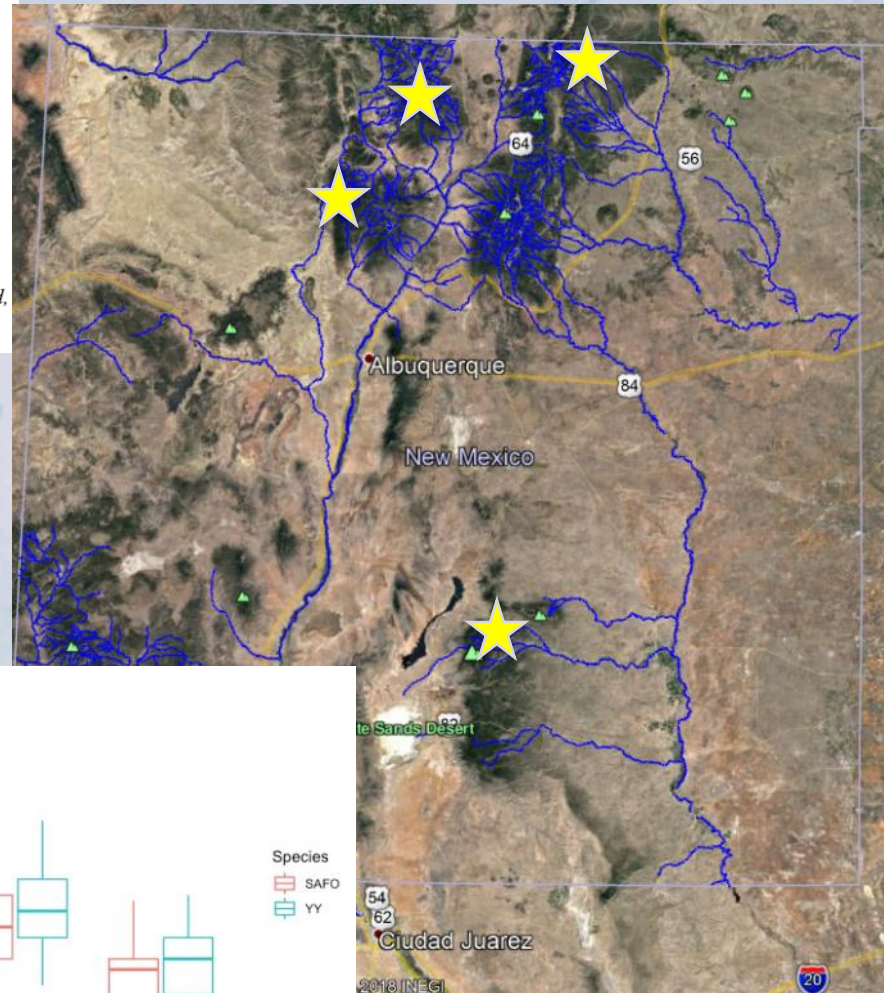 64
56
l,
Albuquerque
84
New Mexico
te Sands Desert
Species
SAFO
YY
54
62
Ciudad Juarez
2018 INEGI
20